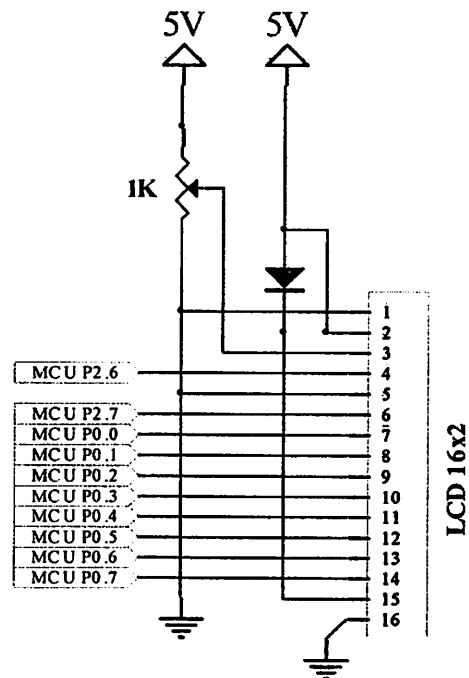 5V 5V
1K
1
2
3
MCU P2.6 4
5
MCU P2.7 6
MCU P0.0 7
MCU P0.1 8
MCU P0.2 9
MCU P0.3 10
MCU P0.4 11
MCU P0.5 12
MCU P0.6 13
MCU P0.7 14
15
16
LCD 16x2